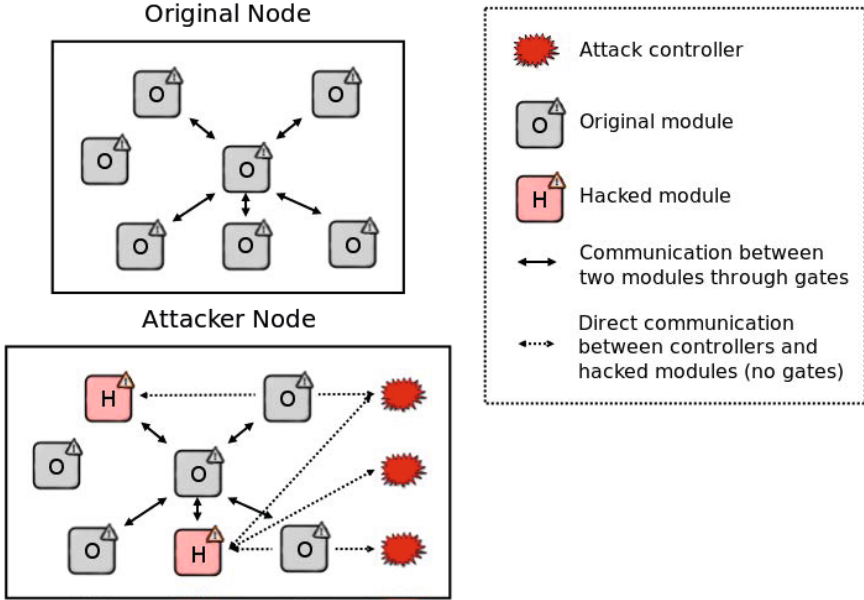 Original Node
O !
O !
O !
O !
O !
O !
O !
Attack controller
O !
Original module
H !
Hacked module
Communication between
two modules through gates
Direct communication
between controllers and
hacked modules (no gates)
Attacker Node
H !
O !
O !
O !
O !
H !
O !